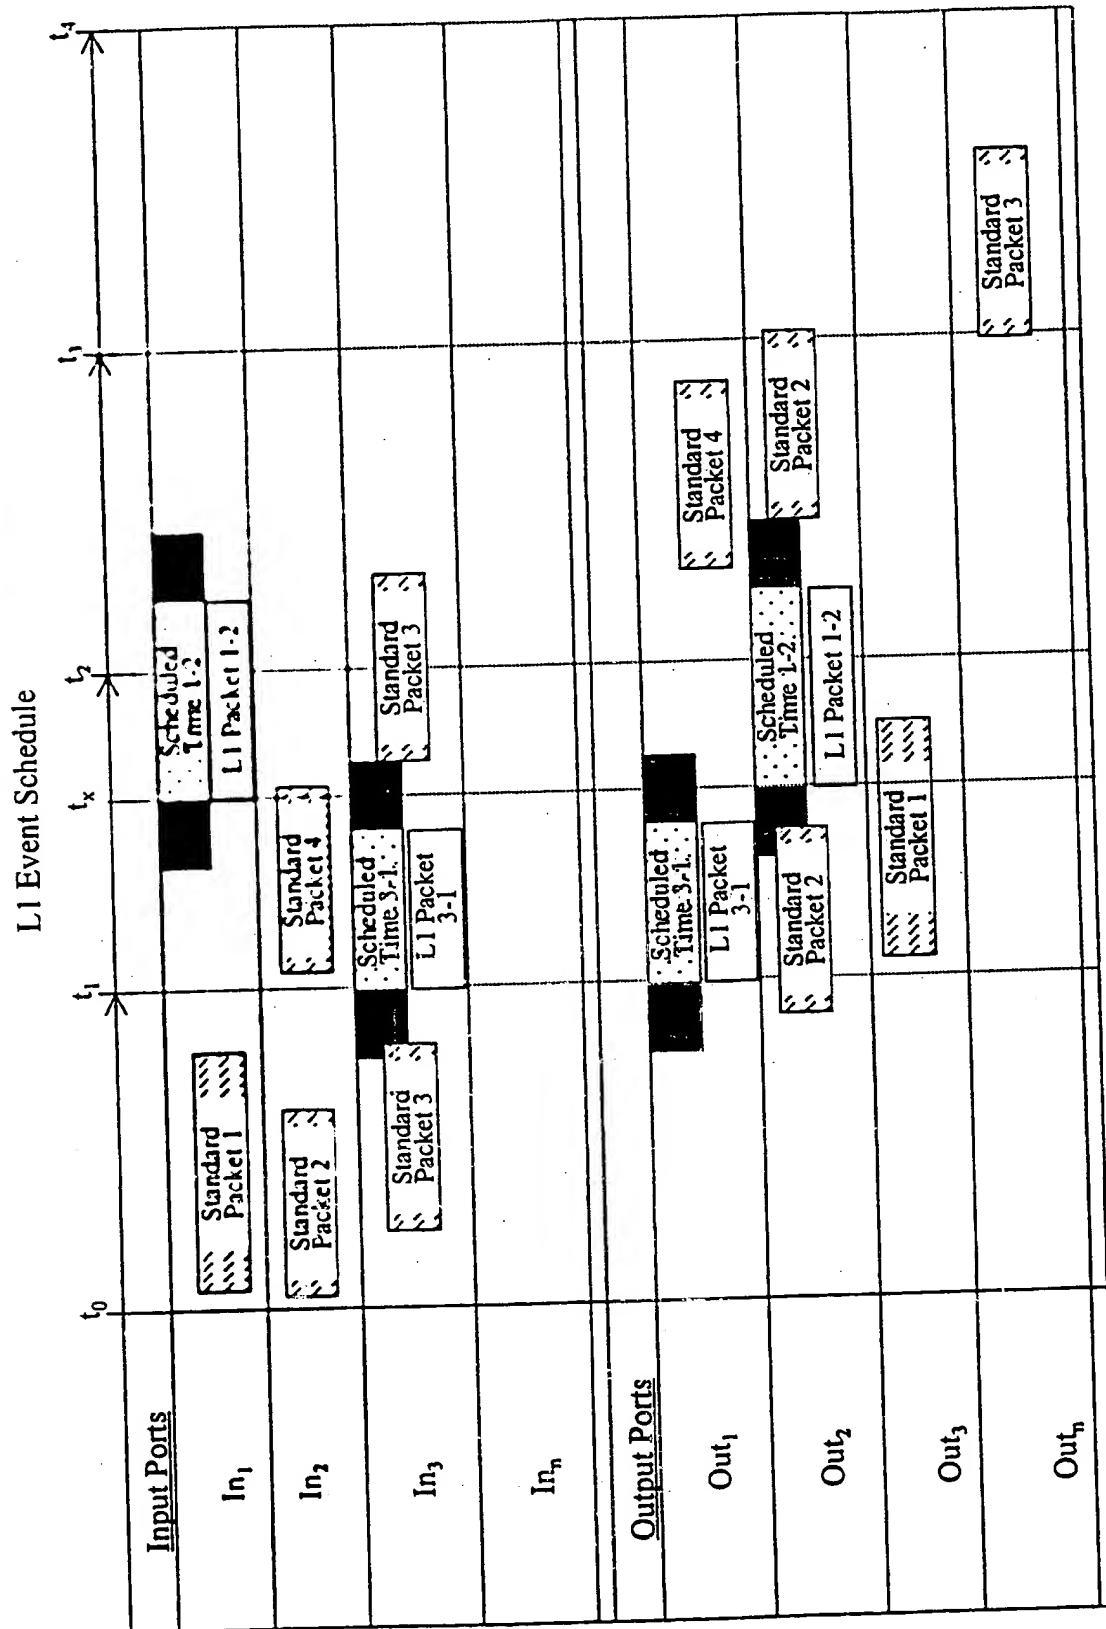 L1 Event Schedule
t0
t1
tx
t2
t3
t4
Input Ports
In1
Standard
Packet 1
Scheduled
Time 1-2
L1 Packet 1-2
In2
Standard
Packet 2
Standard
Packet 4
In3
Standard
Packet 3
Scheduled
Time 3-1
L1 Packet
3-1
Standard
Packet 3
Inn
Output Ports
Out1
Scheduled
Time 3-1
L1 Packet
3-1
Standard
Packet 4
Out2
Standard
Packet 2
Scheduled
Time 1-2
L1 Packet 1-2
Standard
Packet 2
Out3
Standard
Packet 1
Outn
Standard
Packet 3